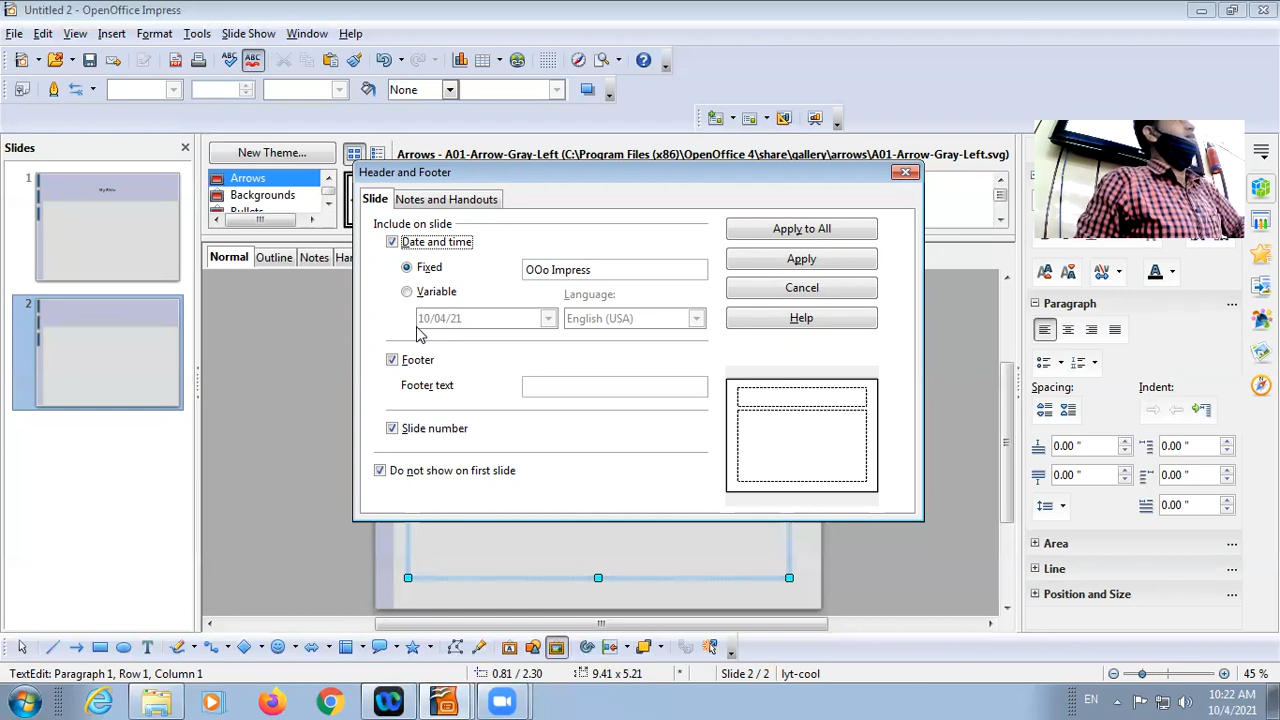 Untitled 2 - OpenOffice Impress
File Edit View Insert Format Tools Slide Show Window Help
None
Slides
New Theme...
Arrows - A01-Arrow-Gray-Left (C:\Program Files (x86)\OpenOffice 4\share\gallery\arrows\A01-Arrow-Gray-Left.svg)
Arrows
Backgrounds
Bullets
Normal Outline Notes Han
1
2
Header and Footer
Slide Notes and Handouts
Include on slide
Date and time
Fixed OOo Impress
Variable Language:
10/04/21 English (USA)
Footer
Footer text
Slide number
Do not show on first slide
Apply to All
Apply
Cancel
Help
Paragraph
Spacing: Indent:
0.00 " 0.00 "
0.00 " 0.00 "
0.00 "
Area
Line
Position and Size
TextEdit: Paragraph 1, Row 1, Column 1 0.81 / 2.30 9.41 x 5.21 * Slide 2 / 2 lyt-cool 45 %
EN 10:22 AM
10/4/2021